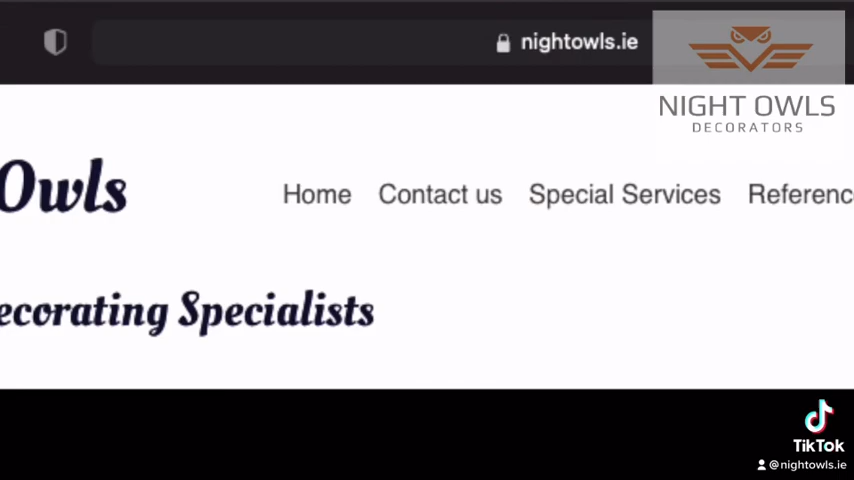 nightowls.ie
NIGHT OWLS
DECORATORS
Owls
Home Contact us Special Services Referenc
ecorating Specialists
TikTok
@nightowls.ie